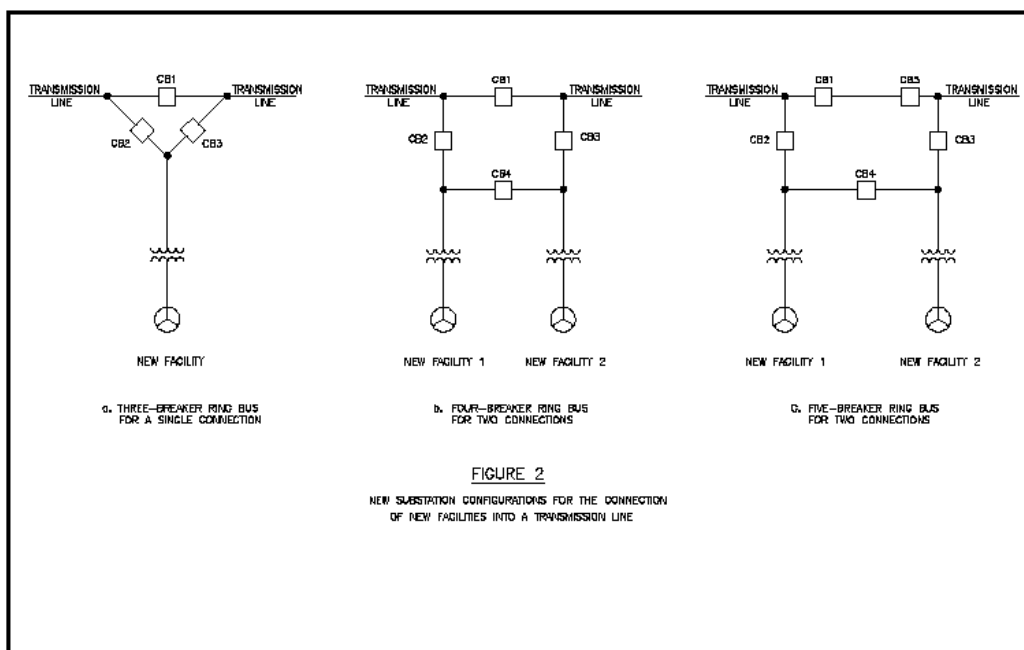 CB1
TRANSMISSION
LINE
TRANSMISSION
LINE
CB2
CB3
NEW FACILITY
a. THREE-BREAKER RING BUS
FOR A SINGLE CONNECTION
CB1
TRANSMISSION
LINE
TRANSMISSION
LINE
CB2
CB3
CB4
NEW FACILITY 1
NEW FACILITY 2
b. FOUR-BREAKER RING BUS
FOR TWO CONNECTIONS
CB1
CB5
TRANSMISSION
LINE
TRANSMISSION
LINE
CB2
CB3
CB4
NEW FACILITY 1
NEW FACILITY 2
C. FIVE-BREAKER RING BUS
FOR TWO CONNECTIONS
FIGURE 2
NEW SUBSTATION CONFIGURATIONS FOR THE CONNECTION
OF NEW FACILITIES INTO A TRANSMISSION LINE